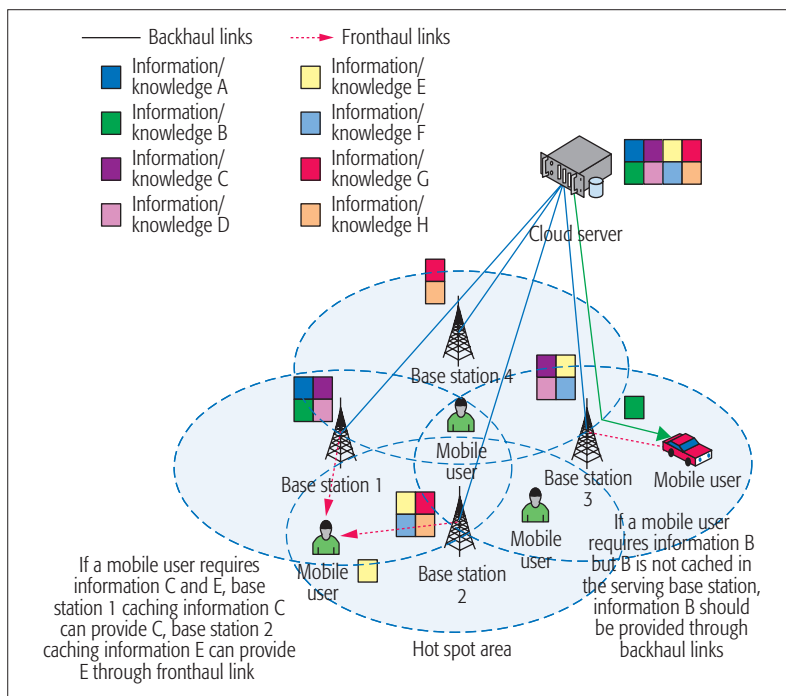 Backhaul links
Fronthaul links
Information/
knowledge A
Information/
knowledge E
Information/
knowledge B
Information/
knowledge F
Information/
knowledge C
Information/
knowledge G
Information/
knowledge D
Information/
knowledge H
Cloud server
Base station 4
Mobile
user
Base station 1
Base station
3
Mobile user
Mobile
user
Base station
2
Mobile
user
If a mobile user requires
information C and E, base
station 1 caching information C
can provide C, base station 2
caching information E can provide
E through fronthaul link
If a mobile user
requires information B
but B is not cached in
the serving base station,
information B should
be provided through
backhaul links
Hot spot area